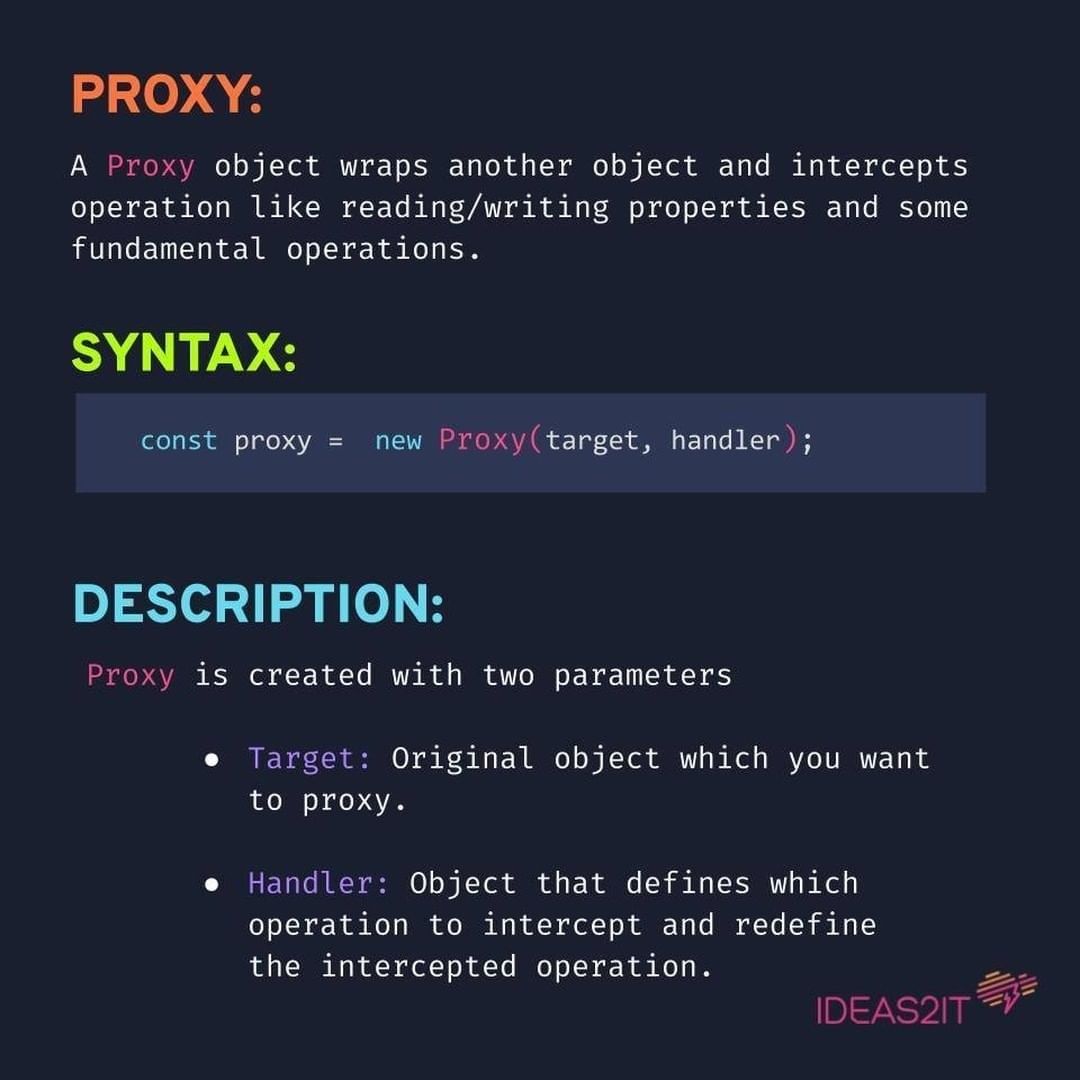 PROXY:
A Proxy object wraps another object and intercepts
operation like reading/writing properties and some
fundamental operations.
SYNTAX:
const proxy =  new Proxy(target, handler);
DESCRIPTION:
Proxy is created with two parameters
● Target: Original object which you want
to proxy.
● Handler: Object that defines which
operation to intercept and redefine
the intercepted operation.
IDEAS2IT